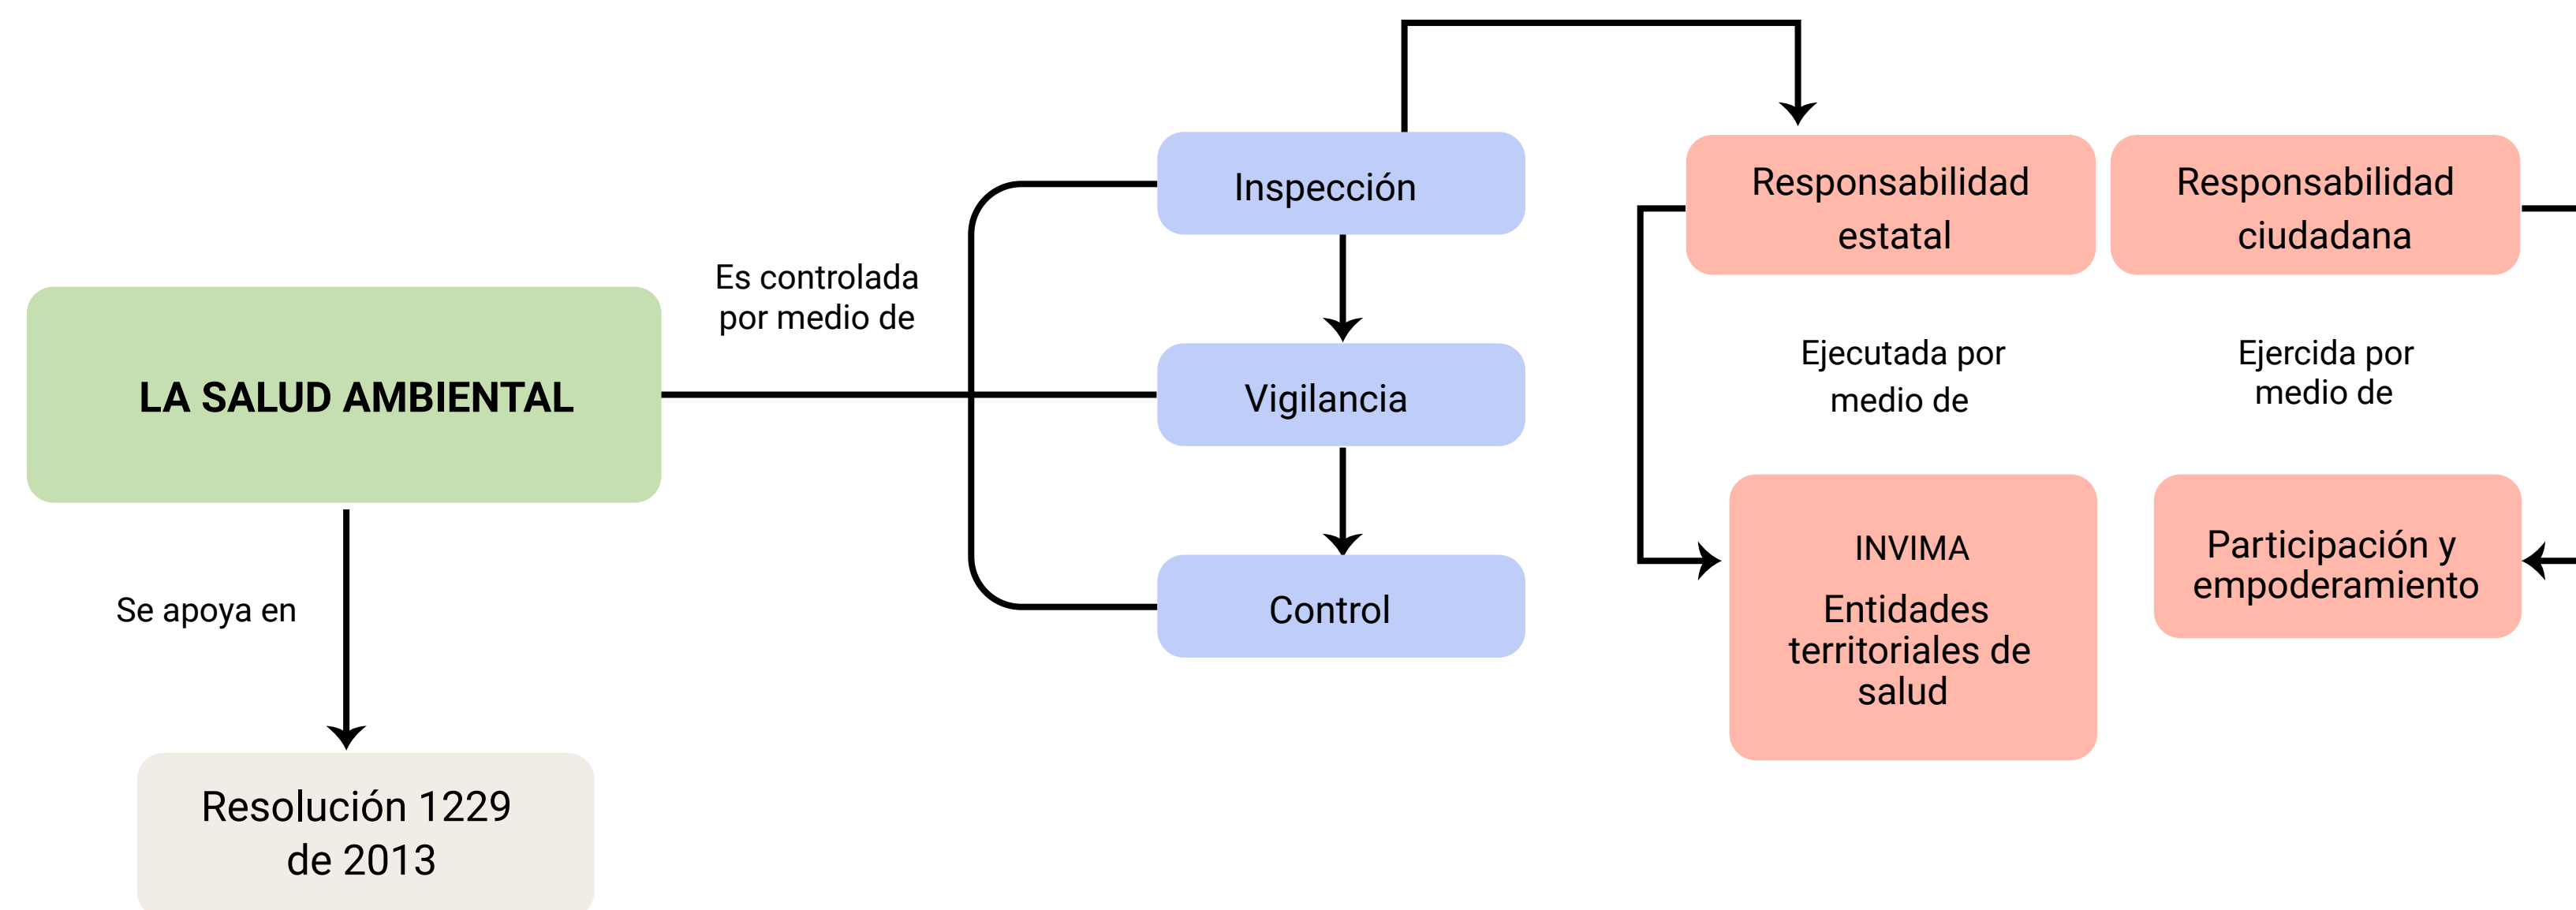 LA SALUD AMBIENTAL
Se apoya en
Resolución 1229
de 2013
Es controlada
por medio de
Inspección
Vigilancia
Control
Responsabilidad
estatal
Ejecutada por
medio de
INVIMA
Entidades
territoriales de
salud
Responsabilidad
ciudadana
Ejercida por
medio de
Participación y
empoderamiento